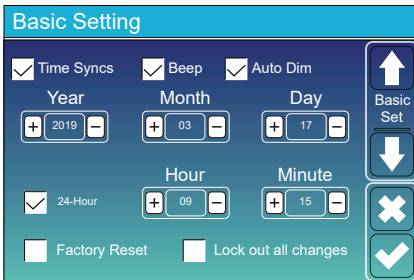 Basic Setting
Time Syncs Beep Auto Dim
Year Month Day
+ 2019 − + 03 − + 17 −
Basic
Set
Hour Minute
24-Hour + 09 − + 15 −
Factory Reset Lock out all changes